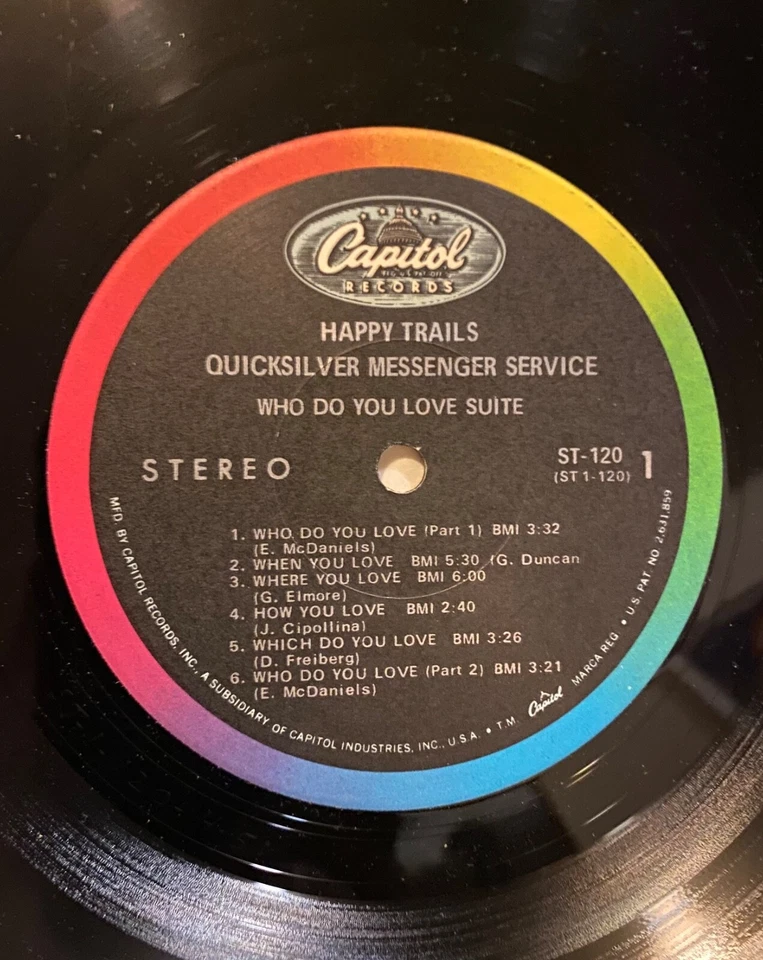 Capitol
RECORDS
HAPPY TRAILS
QUICKSILVER MESSENGER SERVICE
WHO DO YOU LOVE SUITE
STEREO
ST-120 1
(ST 1-120)
1. WHO DO YOU LOVE (Part 1) BMI 3:32
(E. McDaniels)
2. WHEN YOU LOVE BMI 5:30 (G. Duncan
3. WHERE YOU LOVE BMI 6:00
(G. Elmore)
4. HOW YOU LOVE BMI 2:40
(J. Cipollina)
5. WHICH DO YOU LOVE BMI 3:26
(D. Freiberg)
6. WHO DO YOU LOVE (Part 2) BMI 3:21
(E. McDaniels)
MFD. BY CAPITOL RECORDS, INC., A SUBSIDIARY OF CAPITOL INDUSTRIES, INC., U.S.A. • T.M. Capitol MARCA REG. • U.S. PAT. NO. 2,631,859